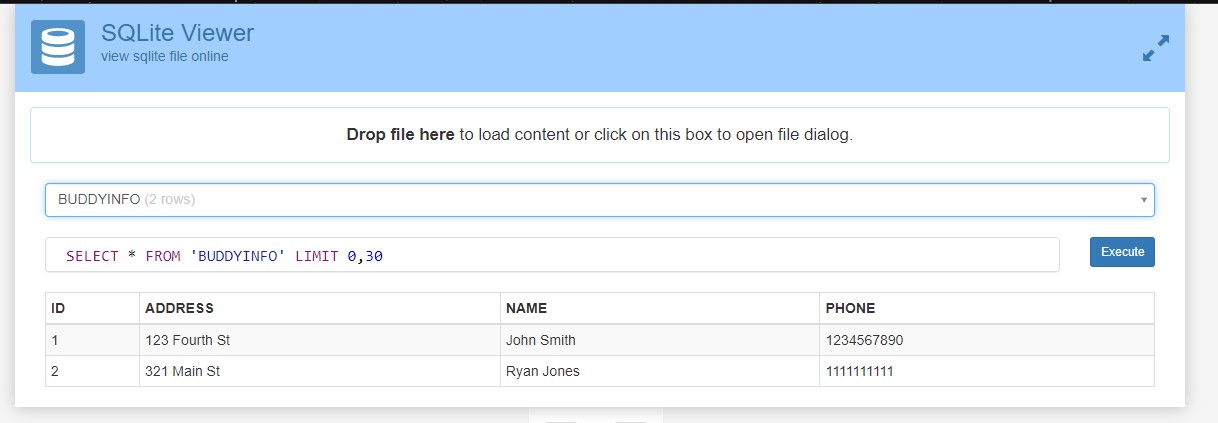 SQLite Viewer
view sqlite file online
Drop file here to load content or click on this box to open file dialog.
BUDDYINFO (2 rows)
SELECT * FROM 'BUDDYINFO' LIMIT 0,30
Execute
ID ADDRESS NAME PHONE
1 123 Fourth St John Smith 1234567890
2 321 Main St Ryan Jones 1111111111